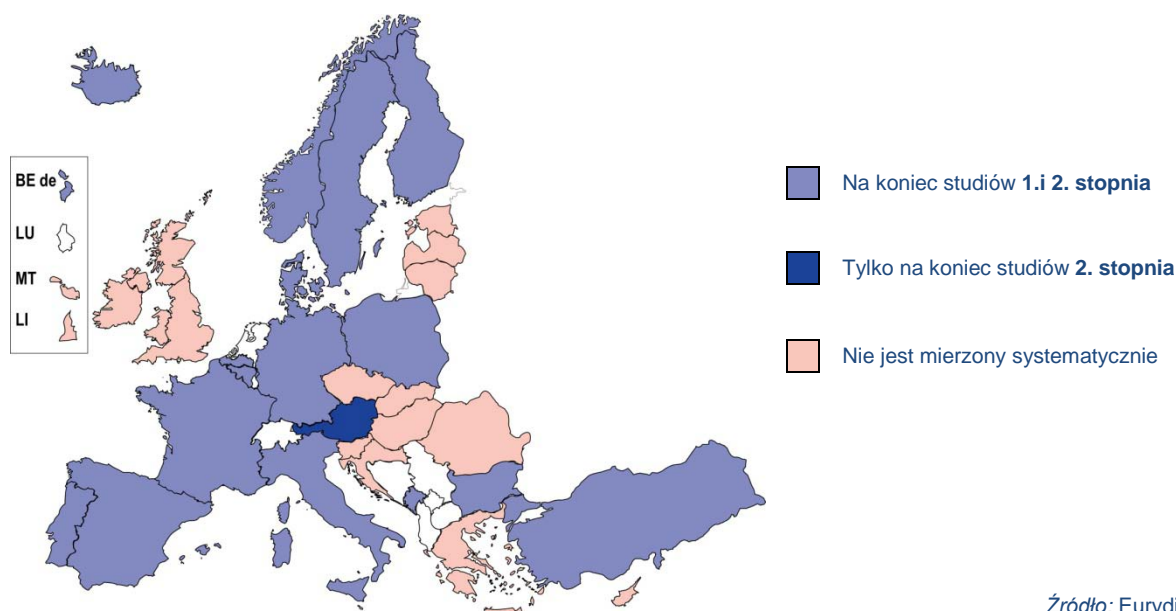 BE de
LU
MT
LI
Na koniec studiów 1.i 2. stopnia
Tylko na koniec studiów 2. stopnia
Nie jest mierzony systematycznie
Źródło: Eurydi